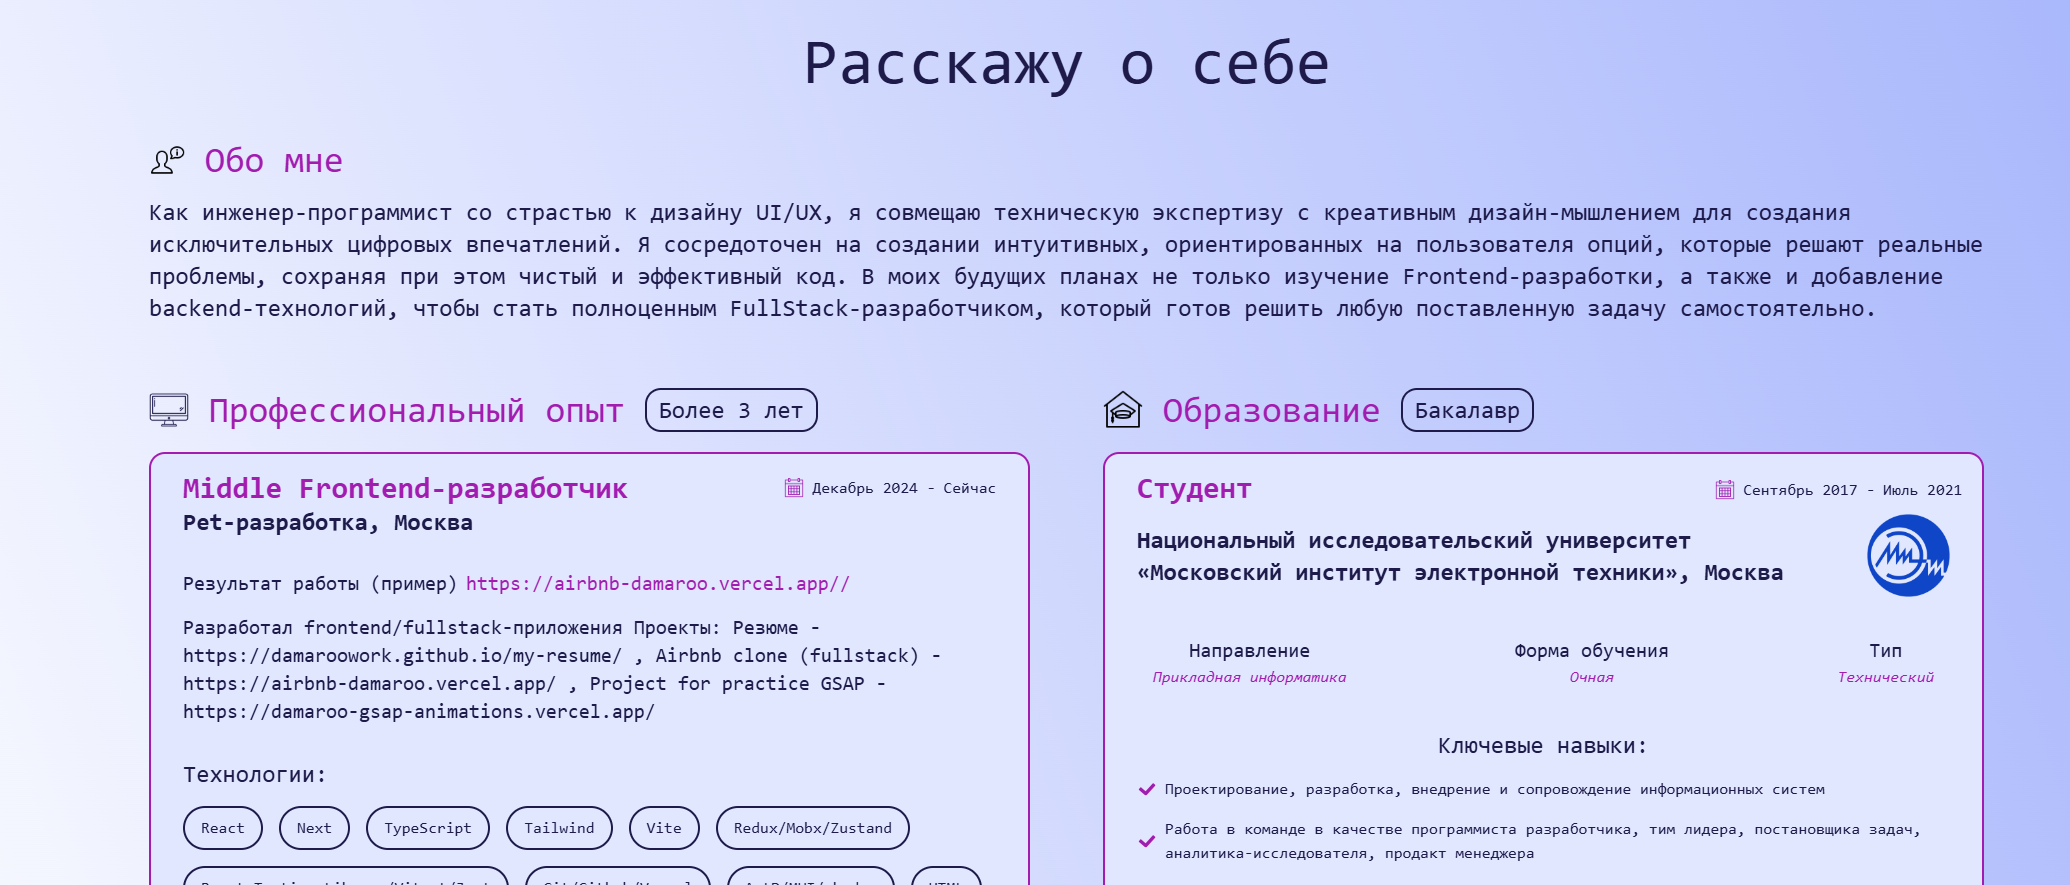 Расскажу о себе
Обо мне
Как инженер-программист со страстью к дизайну UI/UX, я совмещаю техническую экспертизу с креативным дизайн-мышлением для создания
исключительных цифровых впечатлений. Я сосредоточен на создании интуитивных, ориентированных на пользователя опций, которые решают реальные
проблемы, сохраняя при этом чистый и эффективный код. В моих будущих планах не только изучение Frontend-разработки, а также и добавление
backend-технологий, чтобы стать полноценным FullStack-разработчиком, который готов решить любую поставленную задачу самостоятельно.
Профессиональный опыт Более 3 лет
Middle Frontend-разработчик Декабрь 2024 - Сейчас
Pet-разработка, Москва
Результат работы (пример) https://airbnb-damaroo.vercel.app//
Разработал frontend/fullstack-приложения Проекты: Резюме -
https://damaroowork.github.io/my-resume/ , Airbnb clone (fullstack) -
https://airbnb-damaroo.vercel.app/ , Project for practice GSAP -
https://damaroo-gsap-animations.vercel.app/
Технологии:
React Next TypeScript Tailwind Vite Redux/Mobx/Zustand
Образование Бакалавр
Студент Сентябрь 2017 - Июль 2021
Национальный исследовательский университет
«Московский институт электронной техники», Москва
Направление Форма обучения Тип
Прикладная информатика Очная Технический
Ключевые навыки:
Проектирование, разработка, внедрение и сопровождение информационных систем
Работа в команде в качестве программиста разработчика, тим лидера, постановщика задач,
аналитика-исследователя, продакт менеджера